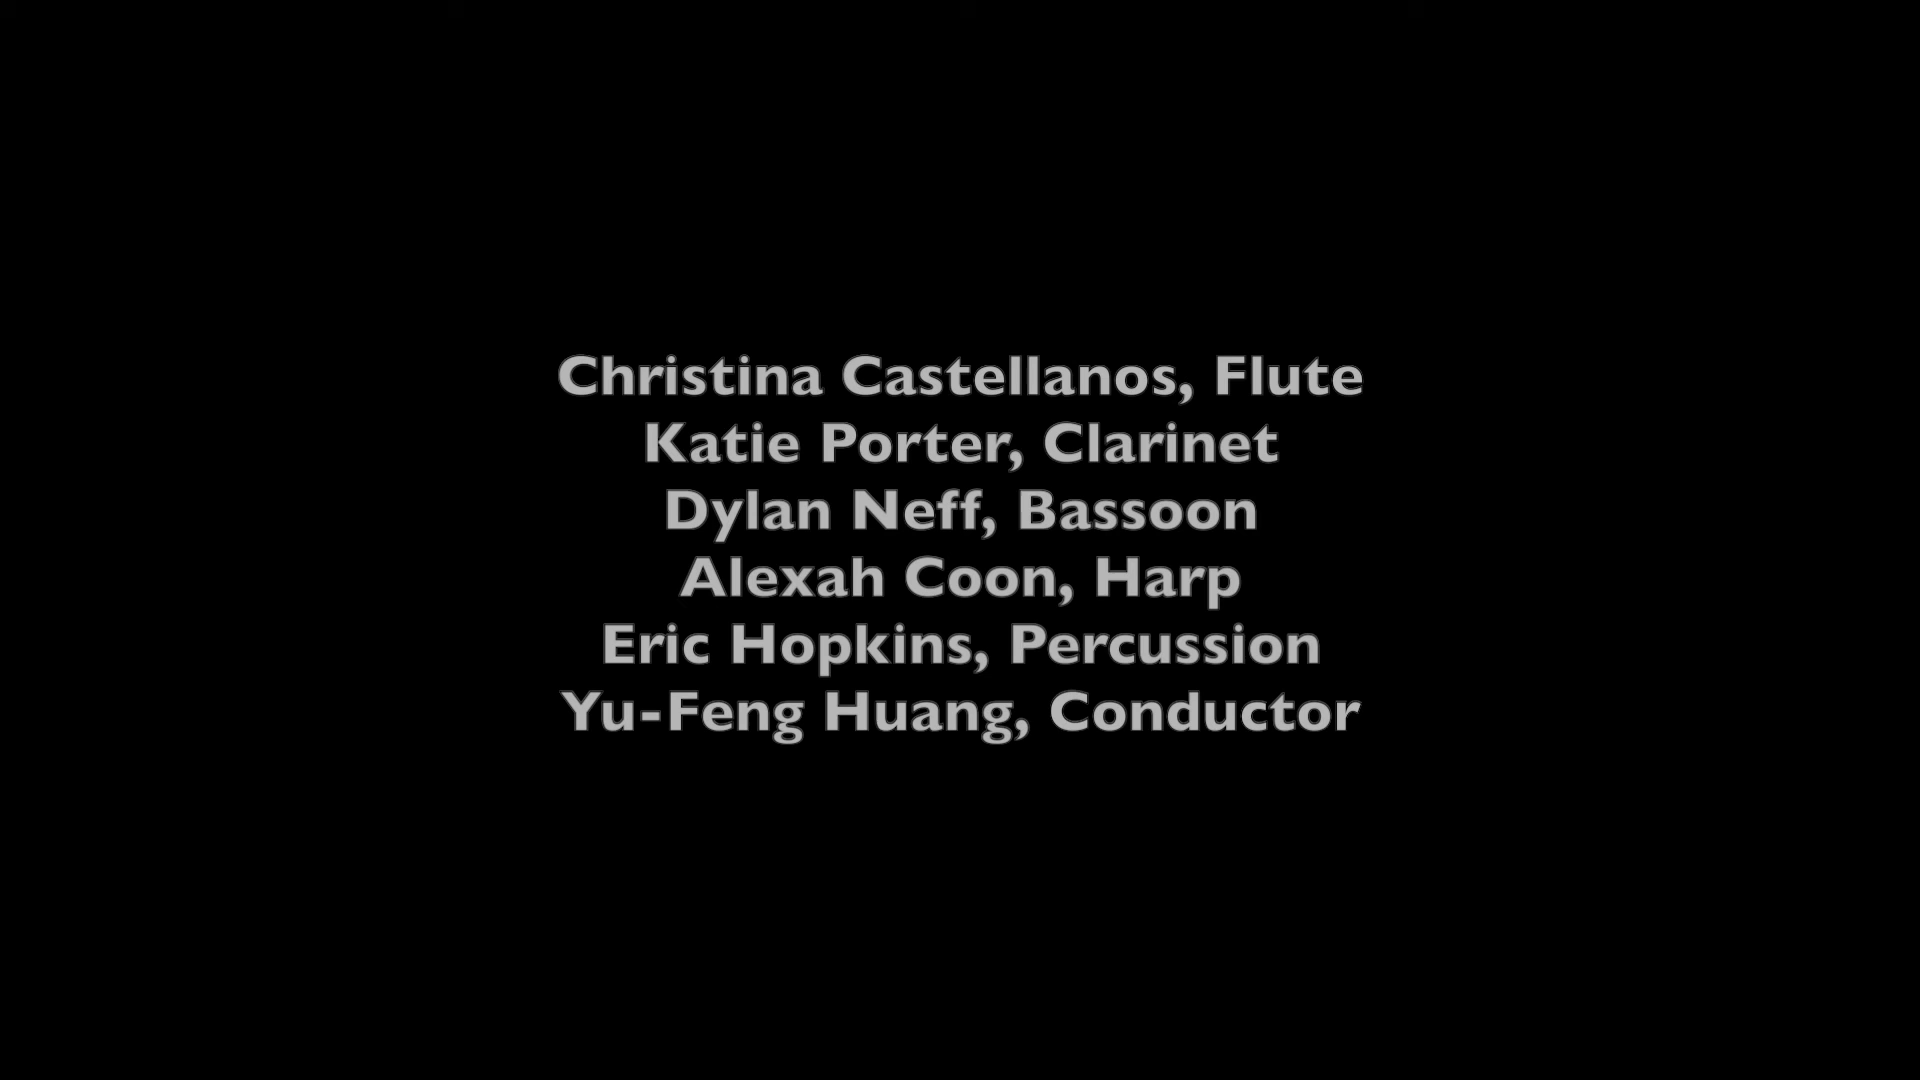 Christina Castellanos, Flute
Katie Porter, Clarinet
Dylan Neff, Bassoon
Alexah Coon, Harp
Eric Hopkins, Percussion
Yu-Feng Huang, Conductor